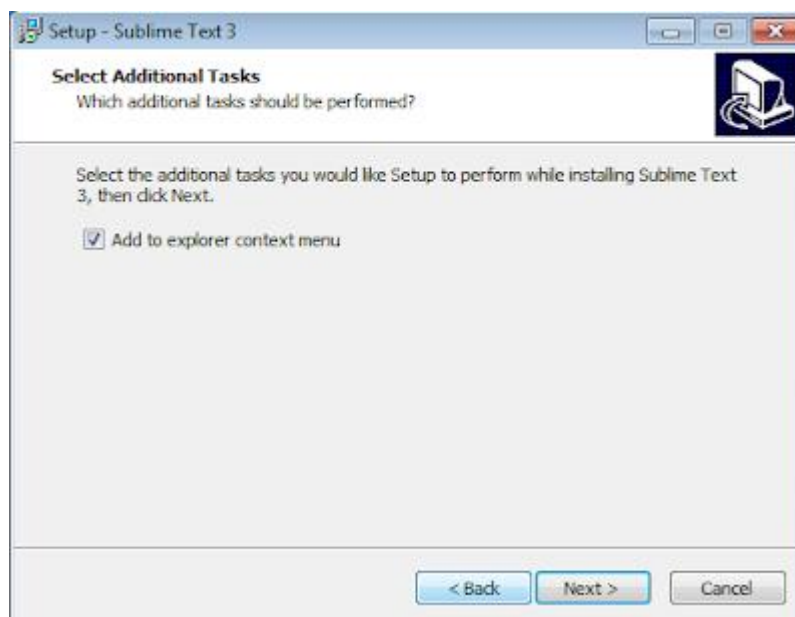 Setup - Sublime Text 3
Select Additional Tasks
Which additional tasks should be performed?
Select the additional tasks you would like Setup to perform while installing Sublime Text
3, then click Next.
Add to explorer context menu
< Back Next > Cancel